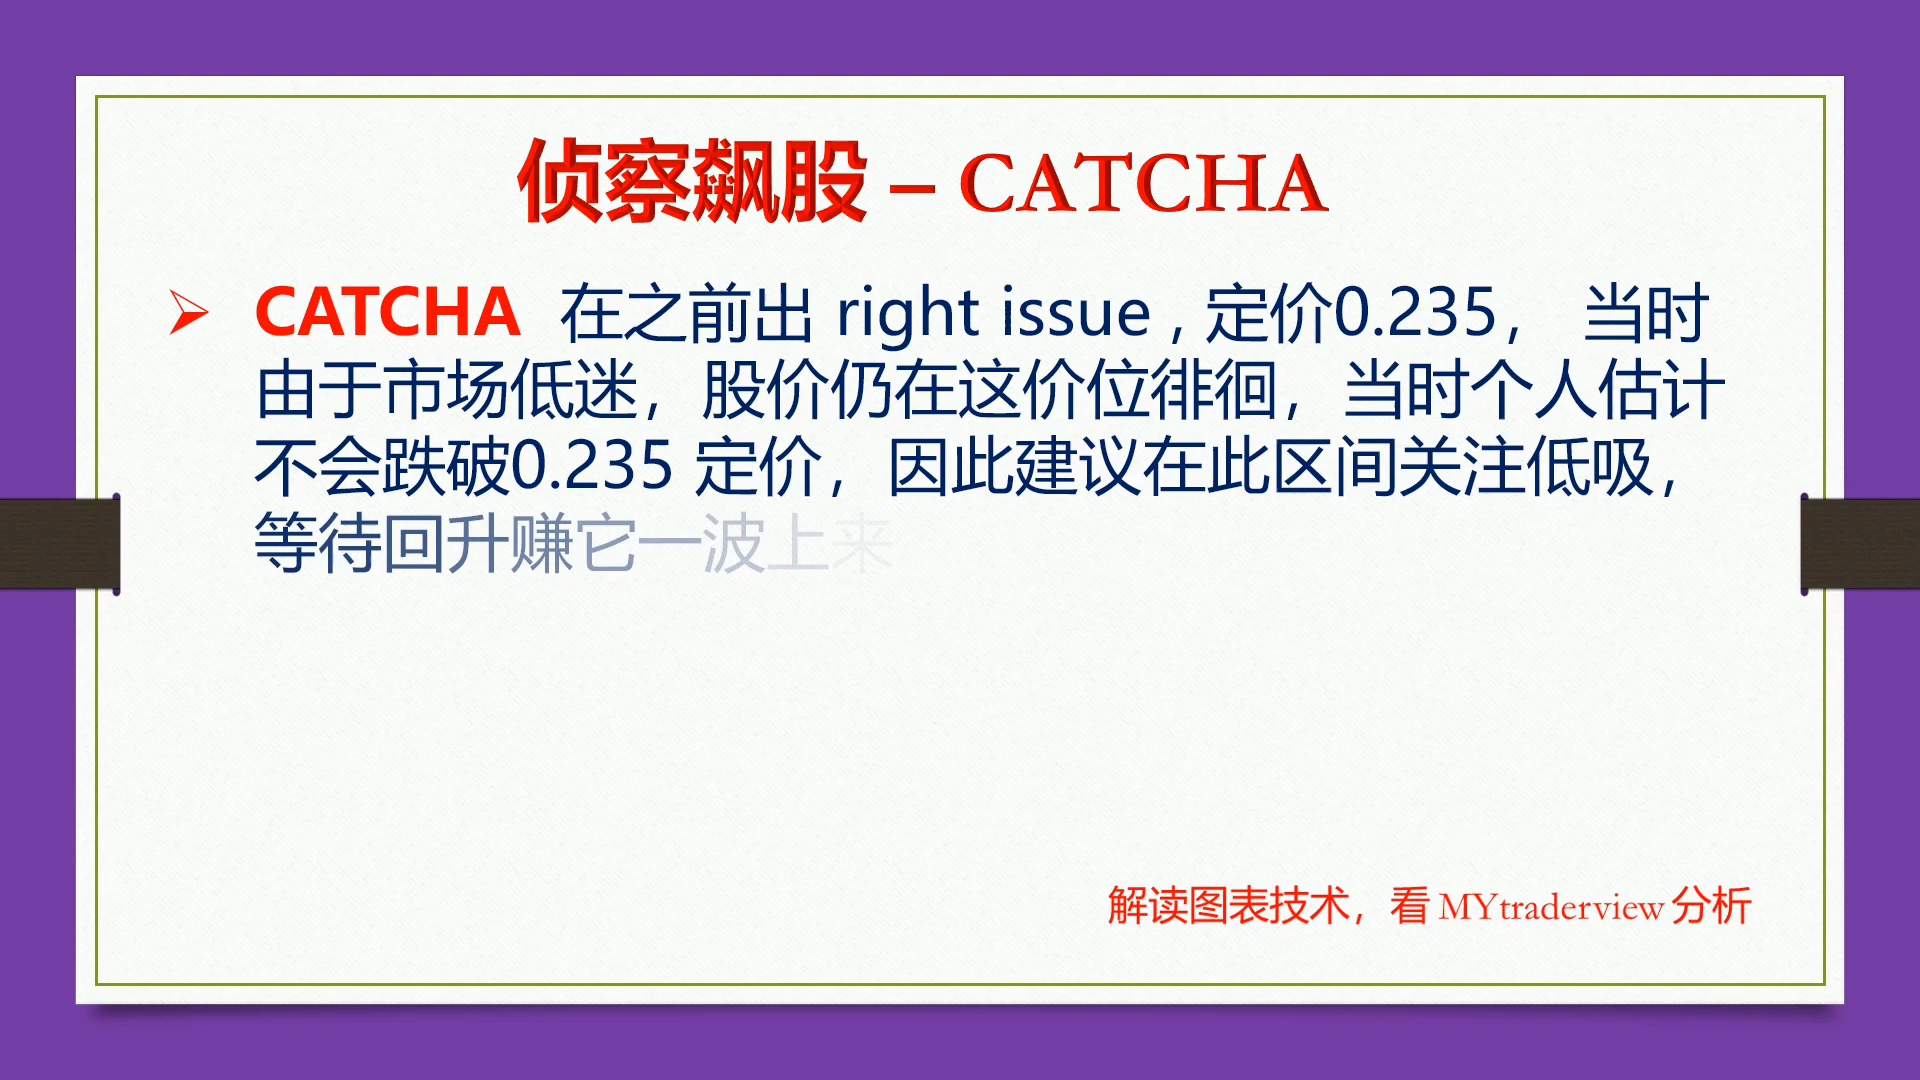 侦察飙股 – CATCHA
CATCHA 在之前出 right issue , 定价0.235， 当时
由于市场低迷，股价仍在这价位徘徊，当时个人估计
不会跌破0.235 定价，因此建议在此区间关注低吸，
等待回升赚它一波上来
解读图表技术，看 MYtraderview 分析